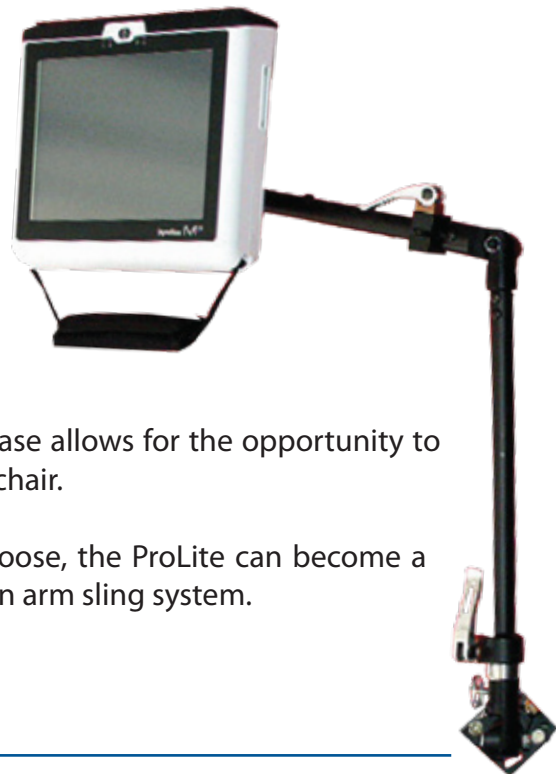 ase allows for the opportunity to
chair.
oose, the ProLite can become a
n arm sling system.